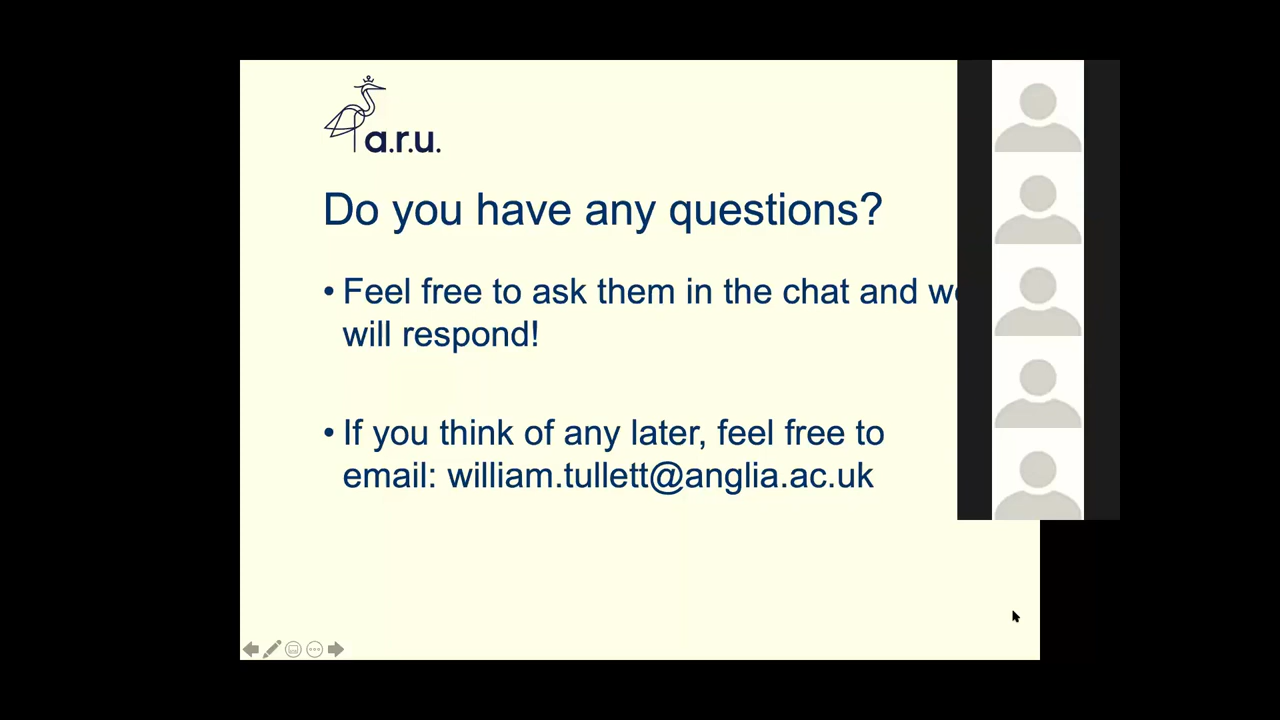 a.r.u.
Do you have any questions?
• Feel free to ask them in the chat and we
will respond!
• If you think of any later, feel free to
email: william.tullett@anglia.ac.uk